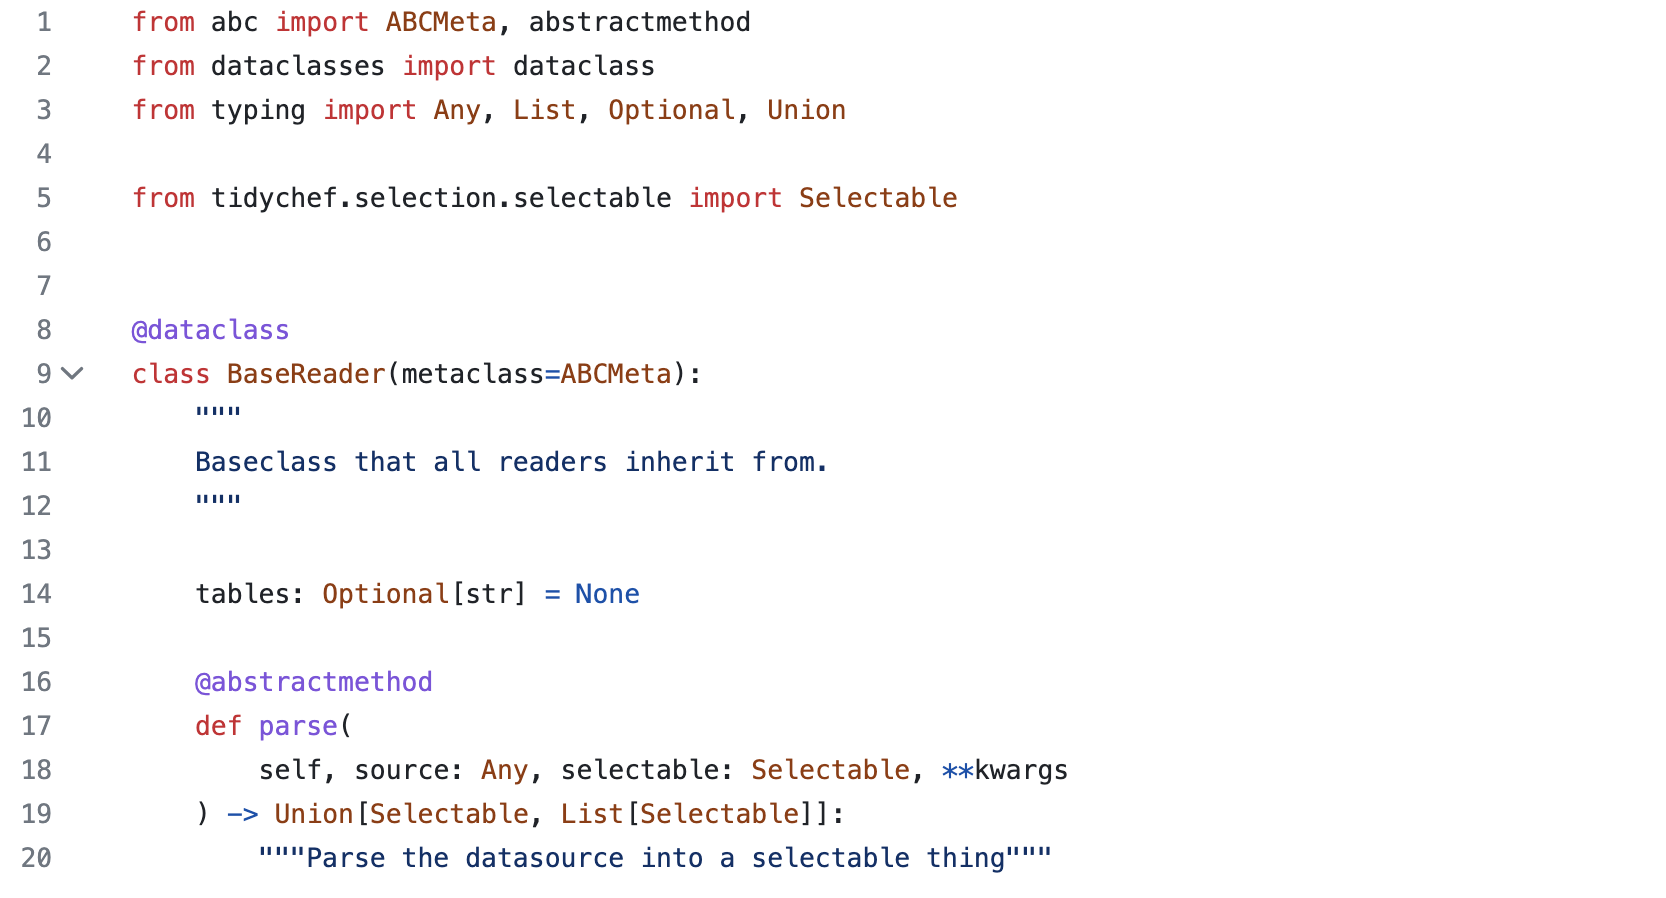 1 from abc import ABCMeta, abstractmethod
2 from dataclasses import dataclass
3 from typing import Any, List, Optional, Union
4
5 from tidychef.selection.selectable import Selectable
6
7
8 @dataclass
9 class BaseReader(metaclass=ABCMeta):
10     """
11     Baseclass that all readers inherit from.
12     """
13
14     tables: Optional[str] = None
15
16     @abstractmethod
17     def parse(
18         self, source: Any, selectable: Selectable, **kwargs
19     ) -> Union[Selectable, List[Selectable]]:
20         """Parse the datasource into a selectable thing"""